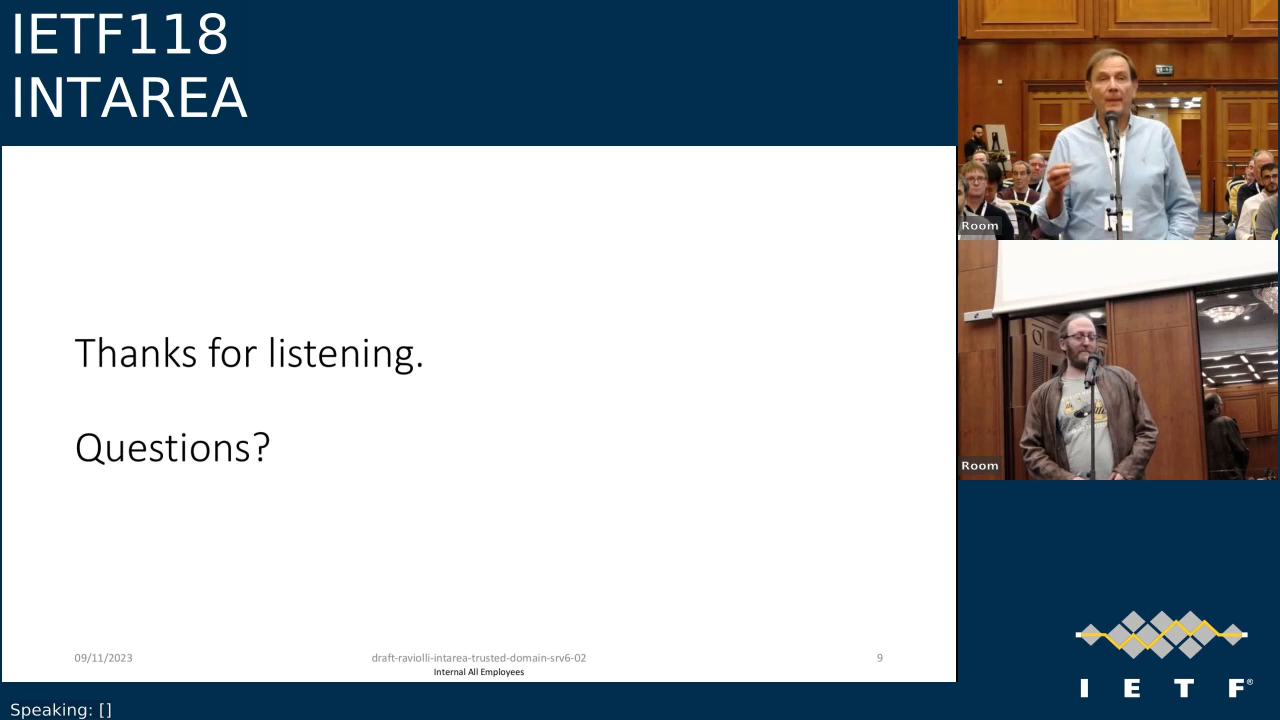 IETF118
INTAREA
Room
Thanks for listening.
Questions?
Room
09/11/2023
draft-raviolli-intarea-trusted-domain-srv6-02
9
Internal All Employees
I E T F®
Speaking: []